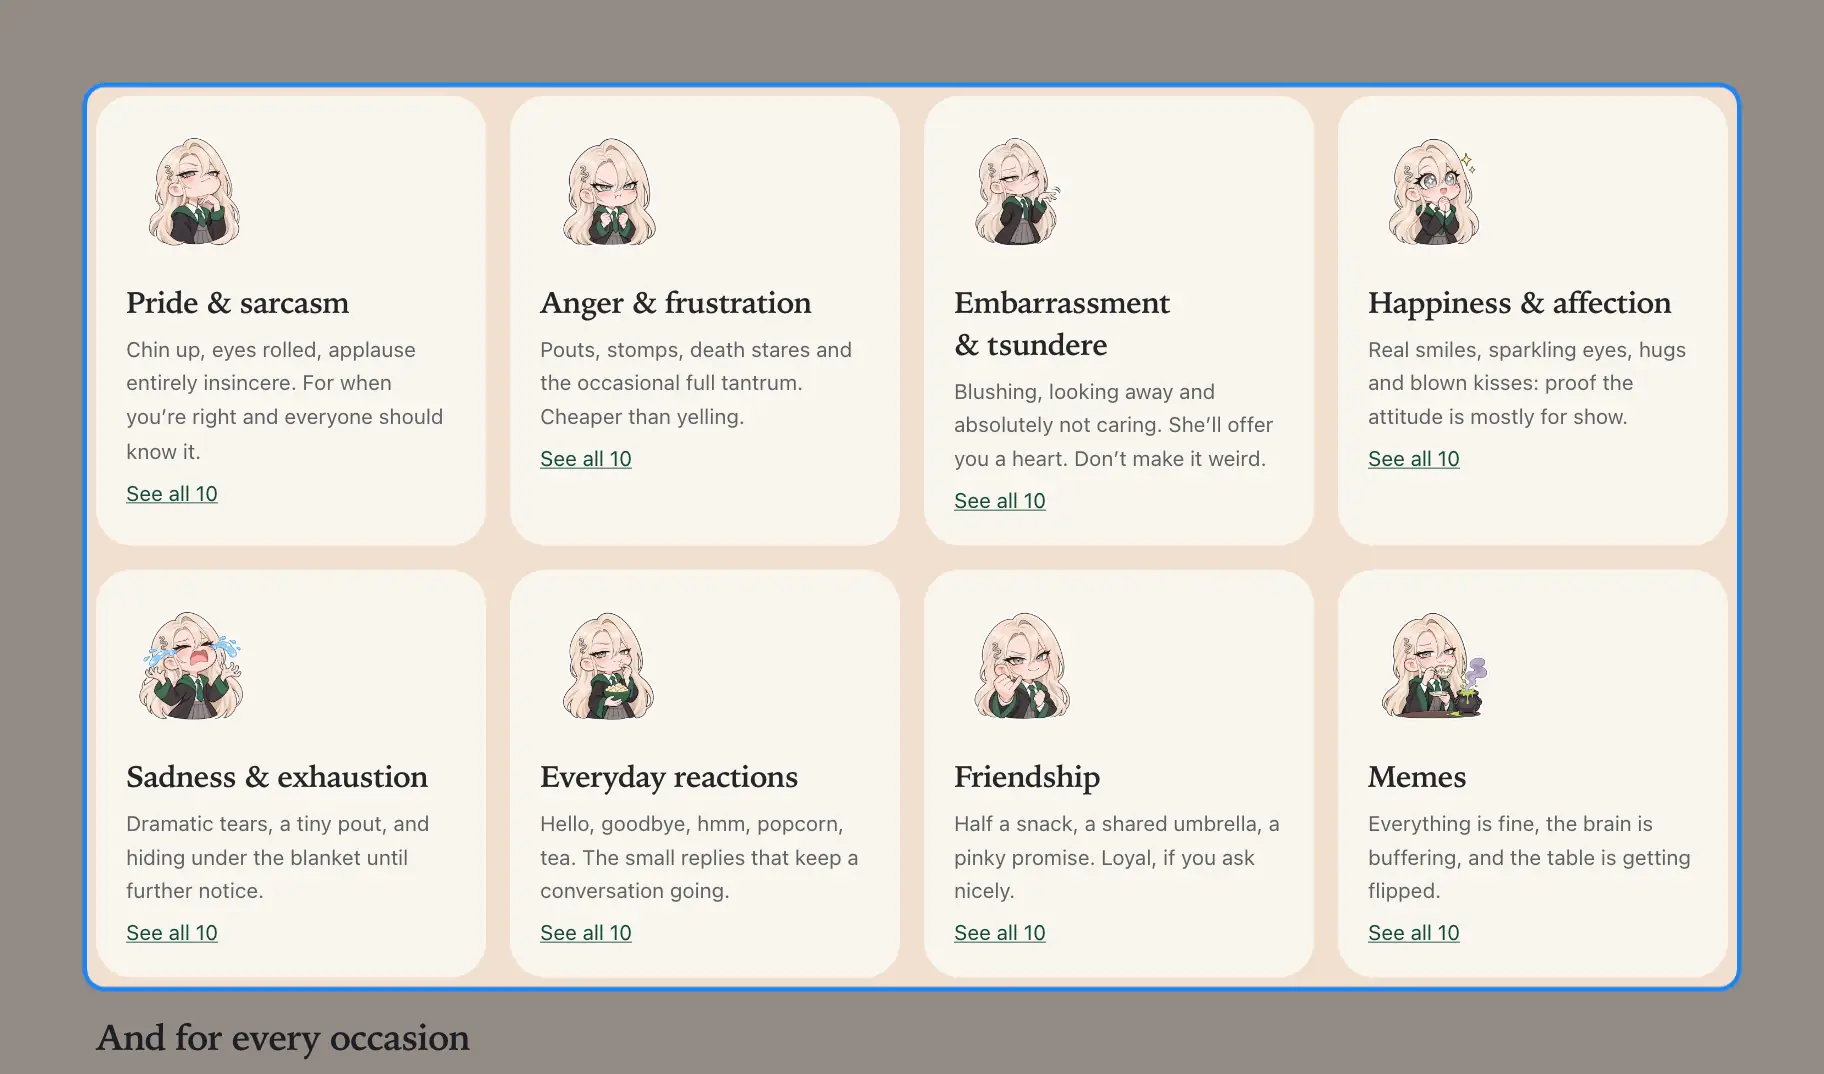 Pride & sarcasm
Chin up, eyes rolled, applause
entirely insincere. For when
you’re right and everyone should
know it.
See all 10
Anger & frustration
Pouts, stomps, death stares and
the occasional full tantrum.
Cheaper than yelling.
See all 10
Embarrassment
& tsundere
Blushing, looking away and
absolutely not caring. She’ll offer
you a heart. Don’t make it weird.
See all 10
Happiness & affection
Real smiles, sparkling eyes, hugs
and blown kisses: proof the
attitude is mostly for show.
See all 10
Sadness & exhaustion
Dramatic tears, a tiny pout, and
hiding under the blanket until
further notice.
See all 10
Everyday reactions
Hello, goodbye, hmm, popcorn,
tea. The small replies that keep a
conversation going.
See all 10
Friendship
Half a snack, a shared umbrella, a
pinky promise. Loyal, if you ask
nicely.
See all 10
Memes
Everything is fine, the brain is
buffering, and the table is getting
flipped.
See all 10
And for every occasion